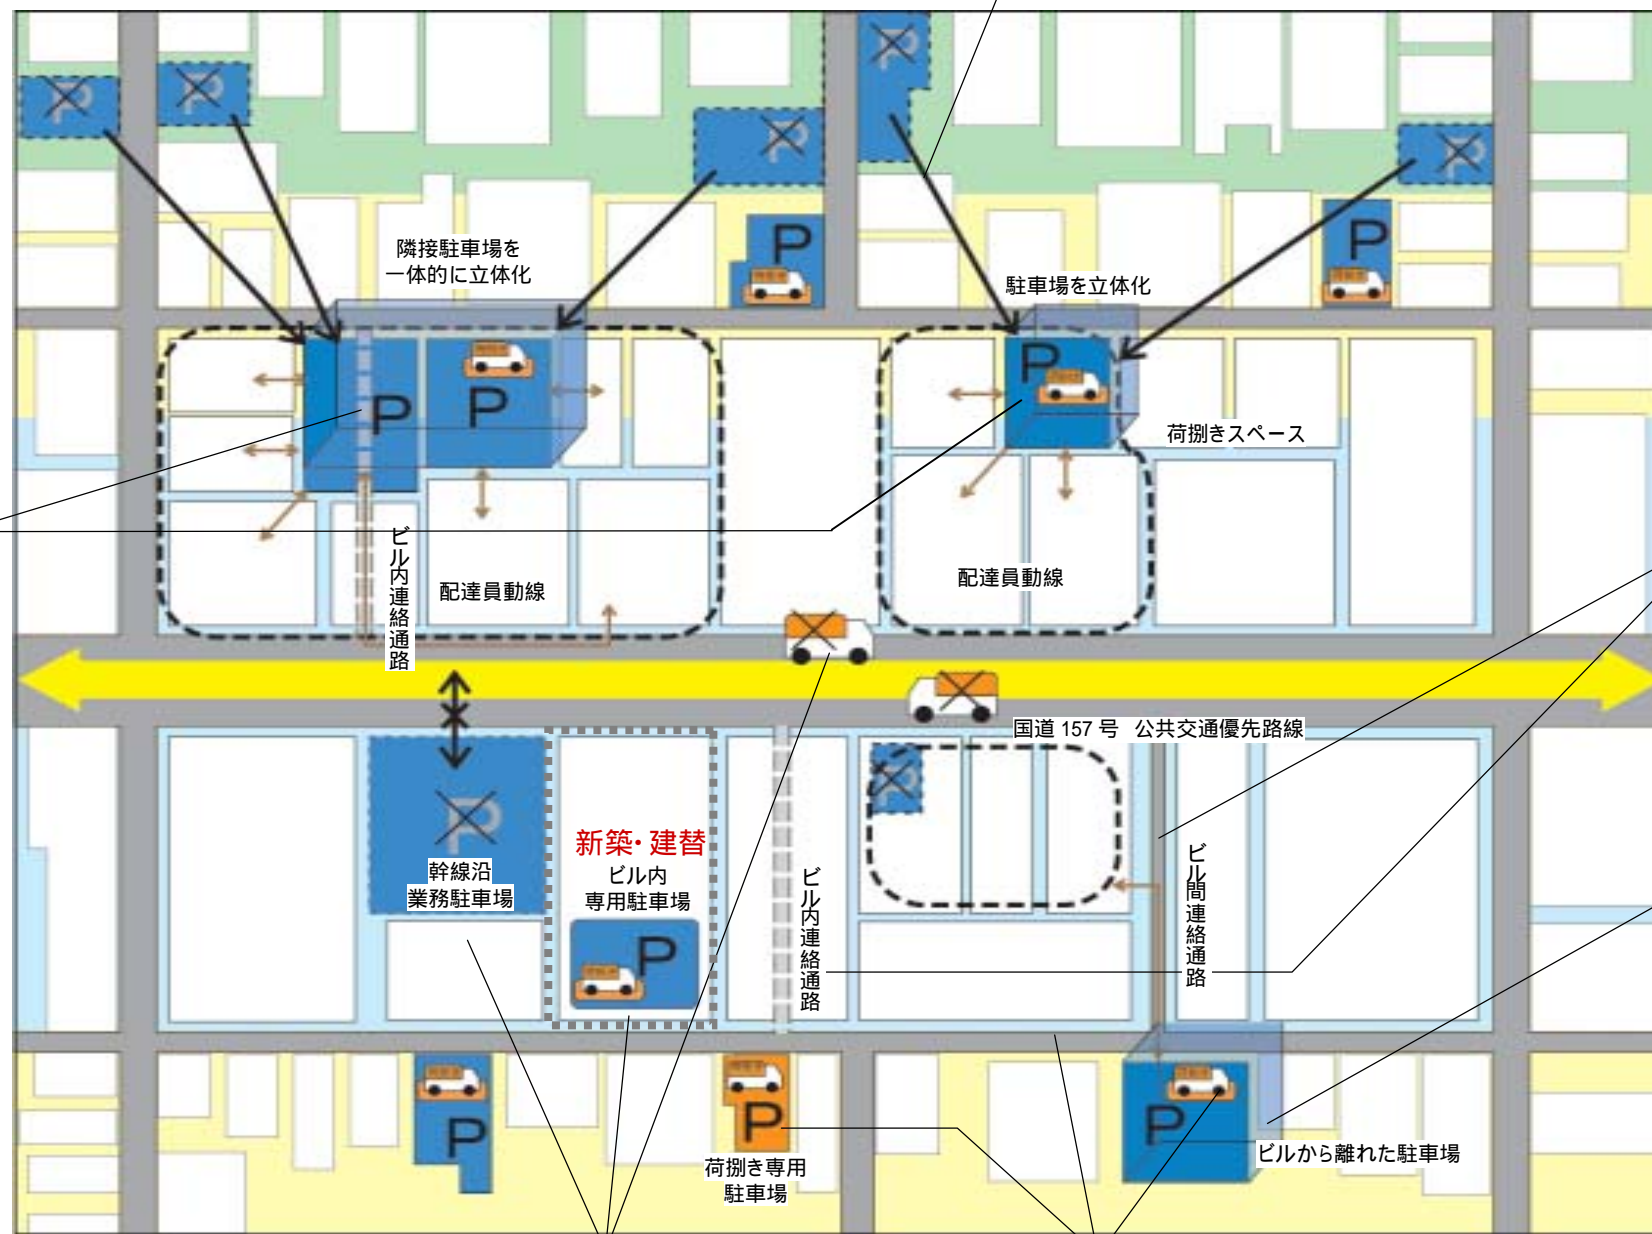 隣接駐車場を
一体的に立体化
P
駐車場を立体化
P
P
P
P
P
荷捌きスペース
ビル内連絡通路
配達員動線
配達員動線
国道 157 号 公共交通優先路線
P
P
P
P
P
P
P
新築・建替
幹線沿
業務駐車場
ビル内
専用駐車場
P
ビル内連絡通路
ビル間連絡通路
P
P
P
荷捌き専用
駐車場
ビルから離れた駐車場